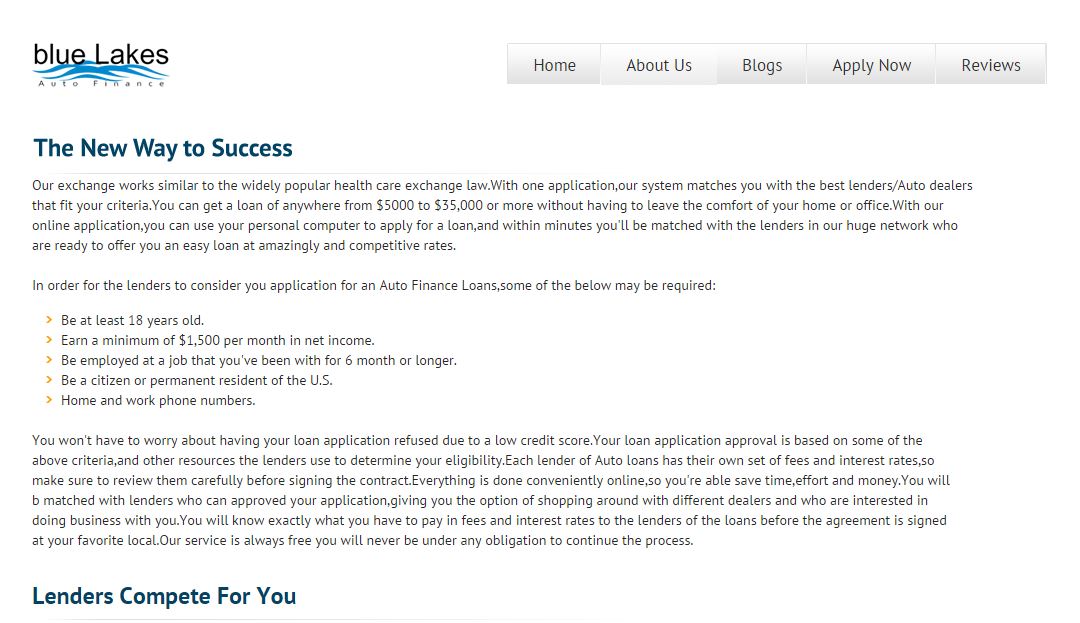 blue Lakes
Auto Finance
Home
About Us
Blogs
Apply Now
Reviews
The New Way to Success
Our exchange works similar to the widely popular health care exchange law.With one application,our system matches you with the best lenders/Auto dealers
that fit your criteria.You can get a loan of anywhere from $5000 to $35,000 or more without having to leave the comfort of your home or office.With our
online application,you can use your personal computer to apply for a loan,and within minutes you'll be matched with the lenders in our huge network who
are ready to offer you an easy loan at amazingly and competitive rates.
In order for the lenders to consider you application for an Auto Finance Loans,some of the below may be required:
Be at least 18 years old.
Earn a minimum of $1,500 per month in net income.
Be employed at a job that you've been with for 6 month or longer.
Be a citizen or permanent resident of the U.S.
Home and work phone numbers.
You won't have to worry about having your loan application refused due to a low credit score.Your loan application approval is based on some of the
above criteria,and other resources the lenders use to determine your eligibility.Each lender of Auto loans has their own set of fees and interest rates,so
make sure to review them carefully before signing the contract.Everything is done conveniently online,so you're able save time,effort and money.You will
b matched with lenders who can approved your application,giving you the option of shopping around with different dealers and who are interested in
doing business with you.You will know exactly what you have to pay in fees and interest rates to the lenders of the loans before the agreement is signed
at your favorite local.Our service is always free you will never be under any obligation to continue the process.
Lenders Compete For You